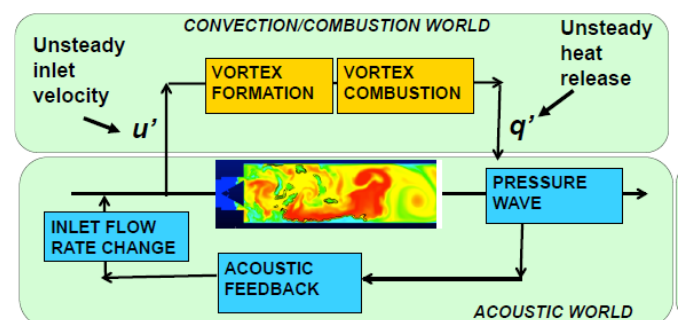 CONVECTION/COMBUSTION WORLD
Unsteady
inlet
velocity
u'
VORTEX
FORMATION
VORTEX
COMBUSTION
Unsteady
heat
release
q'
PRESSURE
WAVE
INLET FLOW
RATE CHANGE
ACOUSTIC
FEEDBACK
ACOUSTIC WORLD